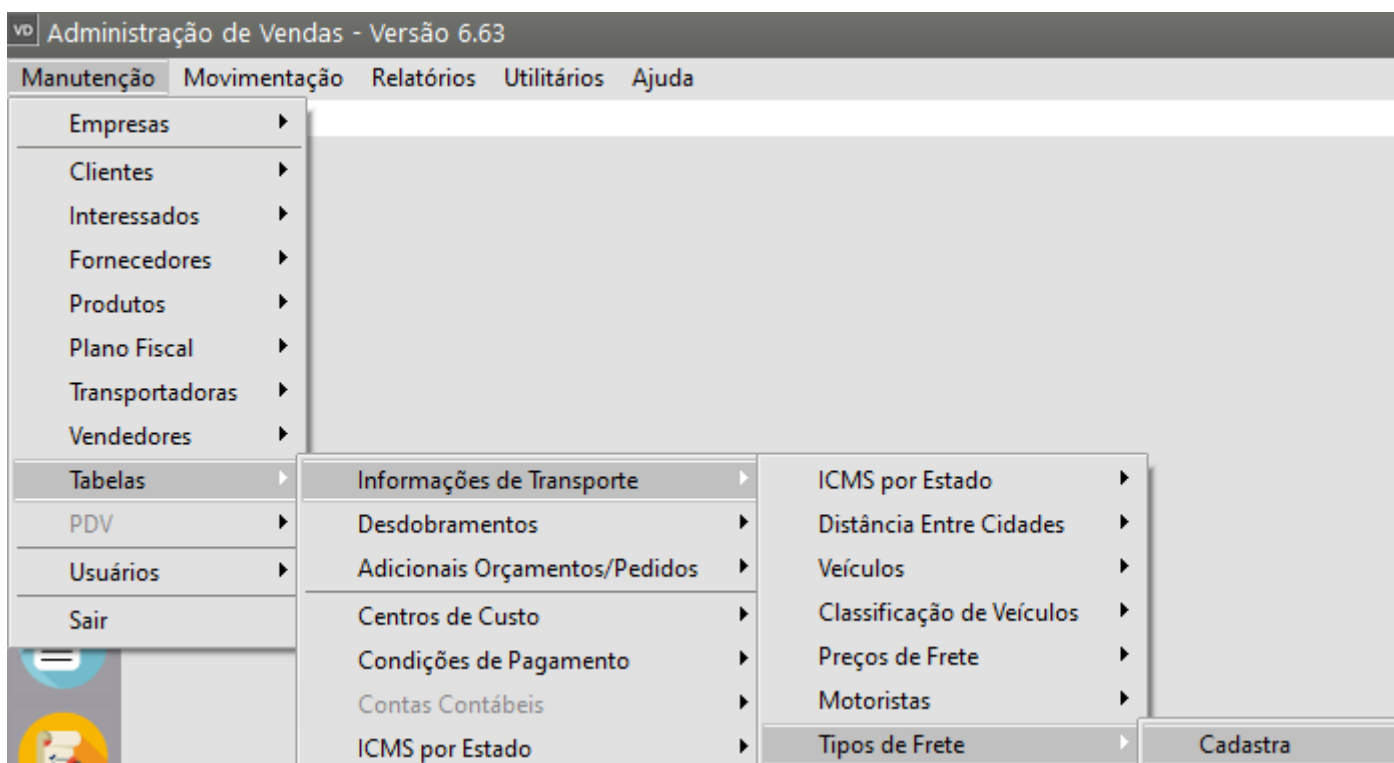 VD Administração de Vendas - Versão 6.63
Manutenção Movimentação Relatórios Utilitários Ajuda
Empresas
Clientes
Interessados
Fornecedores
Produtos
Plano Fiscal
Transportadoras
Vendedores
Tabelas
PDV
Usuários
Sair
Informações de Transporte
Desdobramentos
Adicionais Orçamentos/Pedidos
Centros de Custo
Condições de Pagamento
Contas Contábeis
ICMS por Estado
ICMS por Estado
Distância Entre Cidades
Veículos
Classificação de Veículos
Preços de Frete
Motoristas
Tipos de Frete
Cadastra